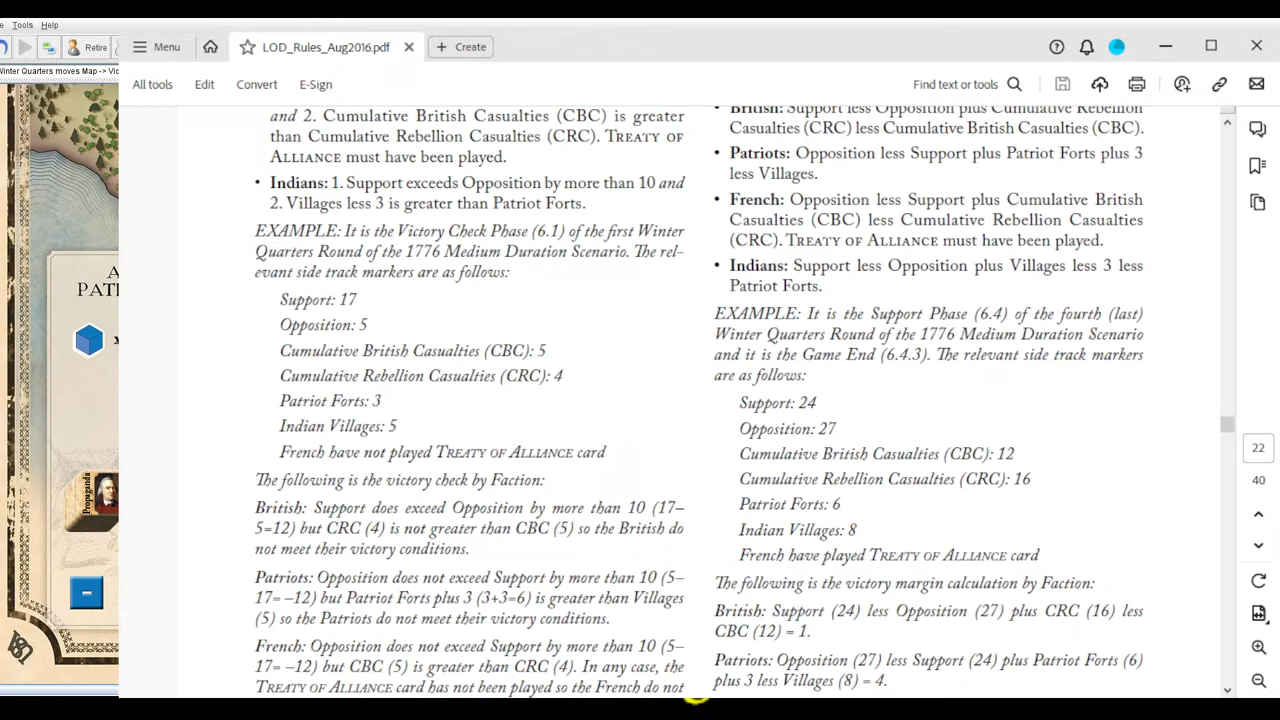 Tools Help
Menu
LOD_Rules_Aug2016.pdf
Create
Retire
Winter Quarters moves Map -> Vic
All tools
Edit
Convert
E-Sign
Find text or tools
PAT
x
Propaganda
and 2. Cumulative British Casualties (CBC) is greater
than Cumulative Rebellion Casualties (CRC). TREATY OF
ALLIANCE must have been played.
• Indians: 1. Support exceeds Opposition by more than 10 and
2. Villages less 3 is greater than Patriot Forts.
EXAMPLE: It is the Victory Check Phase (6.1) of the first Winter
Quarters Round of the 1776 Medium Duration Scenario. The rel-
evant side track markers are as follows:
Support: 17
Opposition: 5
Cumulative British Casualties (CBC): 5
Cumulative Rebellion Casualties (CRC): 4
Patriot Forts: 3
Indian Villages: 5
French have not played TREATY OF ALLIANCE card
The following is the victory check by Faction:
British: Support does exceed Opposition by more than 10 (17–
5=12) but CRC (4) is not greater than CBC (5) so the British do
not meet their victory conditions.
Patriots: Opposition does not exceed Support by more than 10 (5–
17= –12) but Patriot Forts plus 3 (3+3=6) is greater than Villages
(5) so the Patriots do not meet their victory conditions.
French: Opposition does not exceed Support by more than 10 (5–
17= –12) but CBC (5) is greater than CRC (4). In any case, the
TREATY OF ALLIANCE card has not been played so the French do not
• British: Support less Opposition plus Cumulative Rebellion
Casualties (CRC) less Cumulative British Casualties (CBC).
• Patriots: Opposition less Support plus Patriot Forts plus 3
less Villages.
• French: Opposition less Support plus Cumulative British
Casualties (CBC) less Cumulative Rebellion Casualties
(CRC). TREATY OF ALLIANCE must have been played.
• Indians: Support less Opposition plus Villages less 3 less
Patriot Forts.
EXAMPLE: It is the Support Phase (6.4) of the fourth (last)
Winter Quarters Round of the 1776 Medium Duration Scenario
and it is the Game End (6.4.3). The relevant side track markers
are as follows:
Support: 24
Opposition: 27
Cumulative British Casualties (CBC): 12
Cumulative Rebellion Casualties (CRC): 16
Patriot Forts: 6
Indian Villages: 8
French have played TREATY OF ALLIANCE card
The following is the victory margin calculation by Faction:
British: Support (24) less Opposition (27) plus CRC (16) less
CBC (12) = 1.
Patriots: Opposition (27) less Support (24) plus Patriot Forts (6)
plus 3 less Villages (8) = 4.
22
40